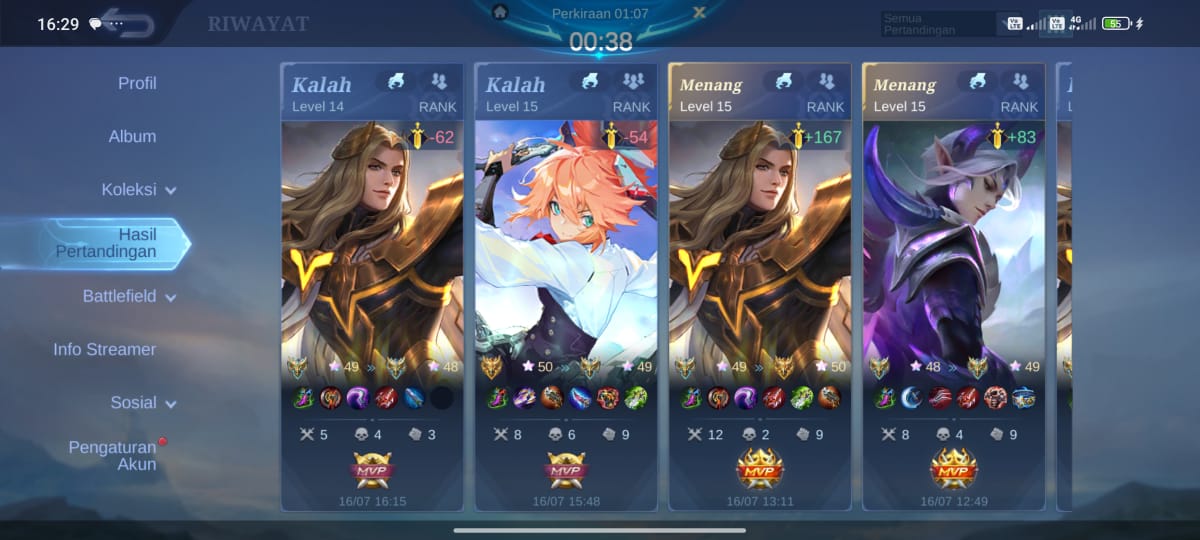 16:29
RIWAYAT
Perkiraan 01:07
00:38
Semua
Pertandingan
Vo
LTE
Vo
LTE
4G
55
Profil
Album
Koleksi
Hasil
Pertandingan
Battlefield
Info Streamer
Sosial
Pengaturan
Akun
Kalah
Level 14
RANK
-62
49 » 48
5 4 3
MVP
16/07 16:15
Kalah
Level 15
RANK
-54
50 » 49
8 6 9
MVP
16/07 15:48
Menang
Level 15
RANK
+167
49 » 50
12 2 9
MVP
16/07 13:11
Menang
Level 15
RANK
+83
48 » 49
8 4 9
MVP
16/07 12:49